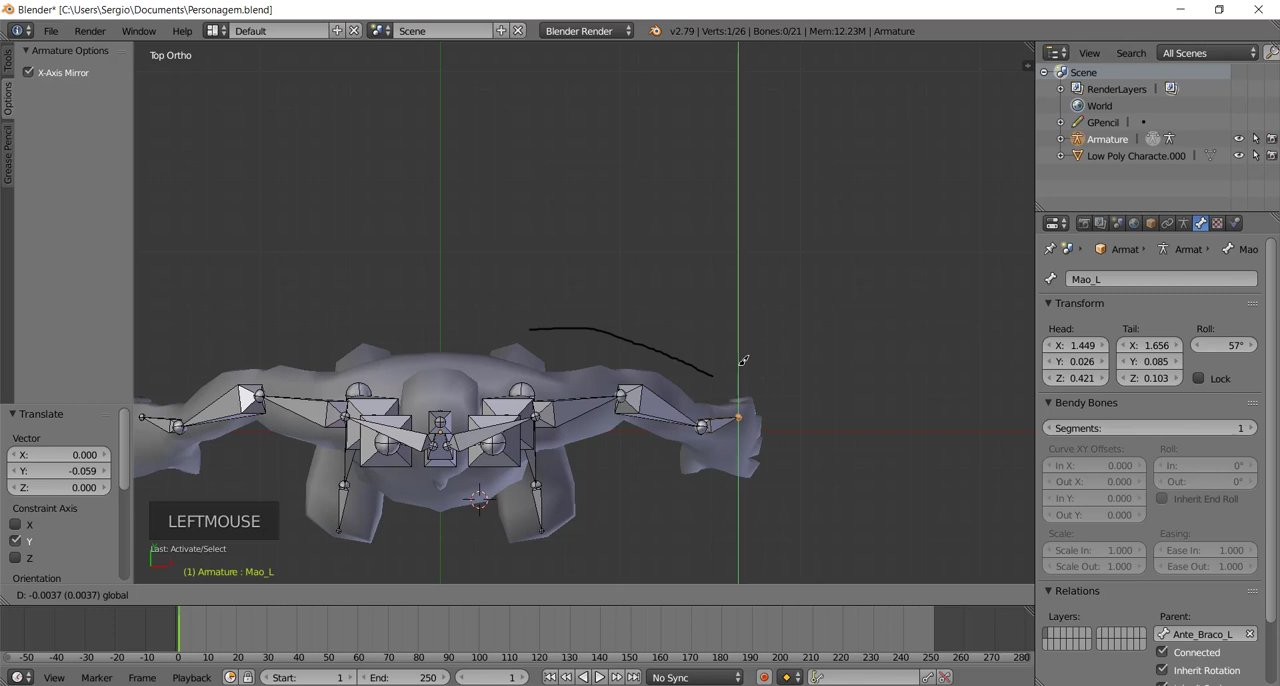 Blender* [C:\Users\Sergio\Documents\Personagem.blend]
File Render Window Help Default Scene Blender Render v2.79 | Verts:1/26 | Bones:0/21 | Mem:12.23M | Armature
Tools
Options
Grease Pencil
Armature Options
X-Axis Mirror
Top Ortho
Translate
Vector
X: 0.000
Y: -0.059
Z: 0.000
Constraint Axis
X
Y
Z
Orientation
LEFTMOUSE
Last: Activate/Select
(1) Armature : Mao_L
D: -0.0037 (0.0037) global
-50 -40 -30 -20 -10 0 10 20 30 40 50 60 70 80 90 100 110 120 130 140 150 160 170 180 190 200 210 220 230 240 250 260 270 280
View Marker Frame Playback Start: 1 End: 250 1 No Sync
View Search All Scenes
Scene
RenderLayers
World
GPencil
Armature
Low Poly Characte.000
Armat Armat Mao
Mao_L
Transform
Head: Tail: Roll:
X: 1.449 X: 1.656 57°
Y: 0.026 Y: 0.085
Z: 0.421 Z: 0.103 Lock
Bendy Bones
Segments: 1
Curve XY Offsets: Roll:
In X: 0.000 In: 0°
Out X: 0.000 Out: 0°
In Y: 0.000 Inherit End Roll
Out Y: 0.000
Scale: Easing:
Scale In: 1.000 Ease In: 1.000
Scale Out: 1.000 Ease Out: 1.000
Relations
Layers: Parent:
Ante_Braco_L
Connected
Inherit Rotation